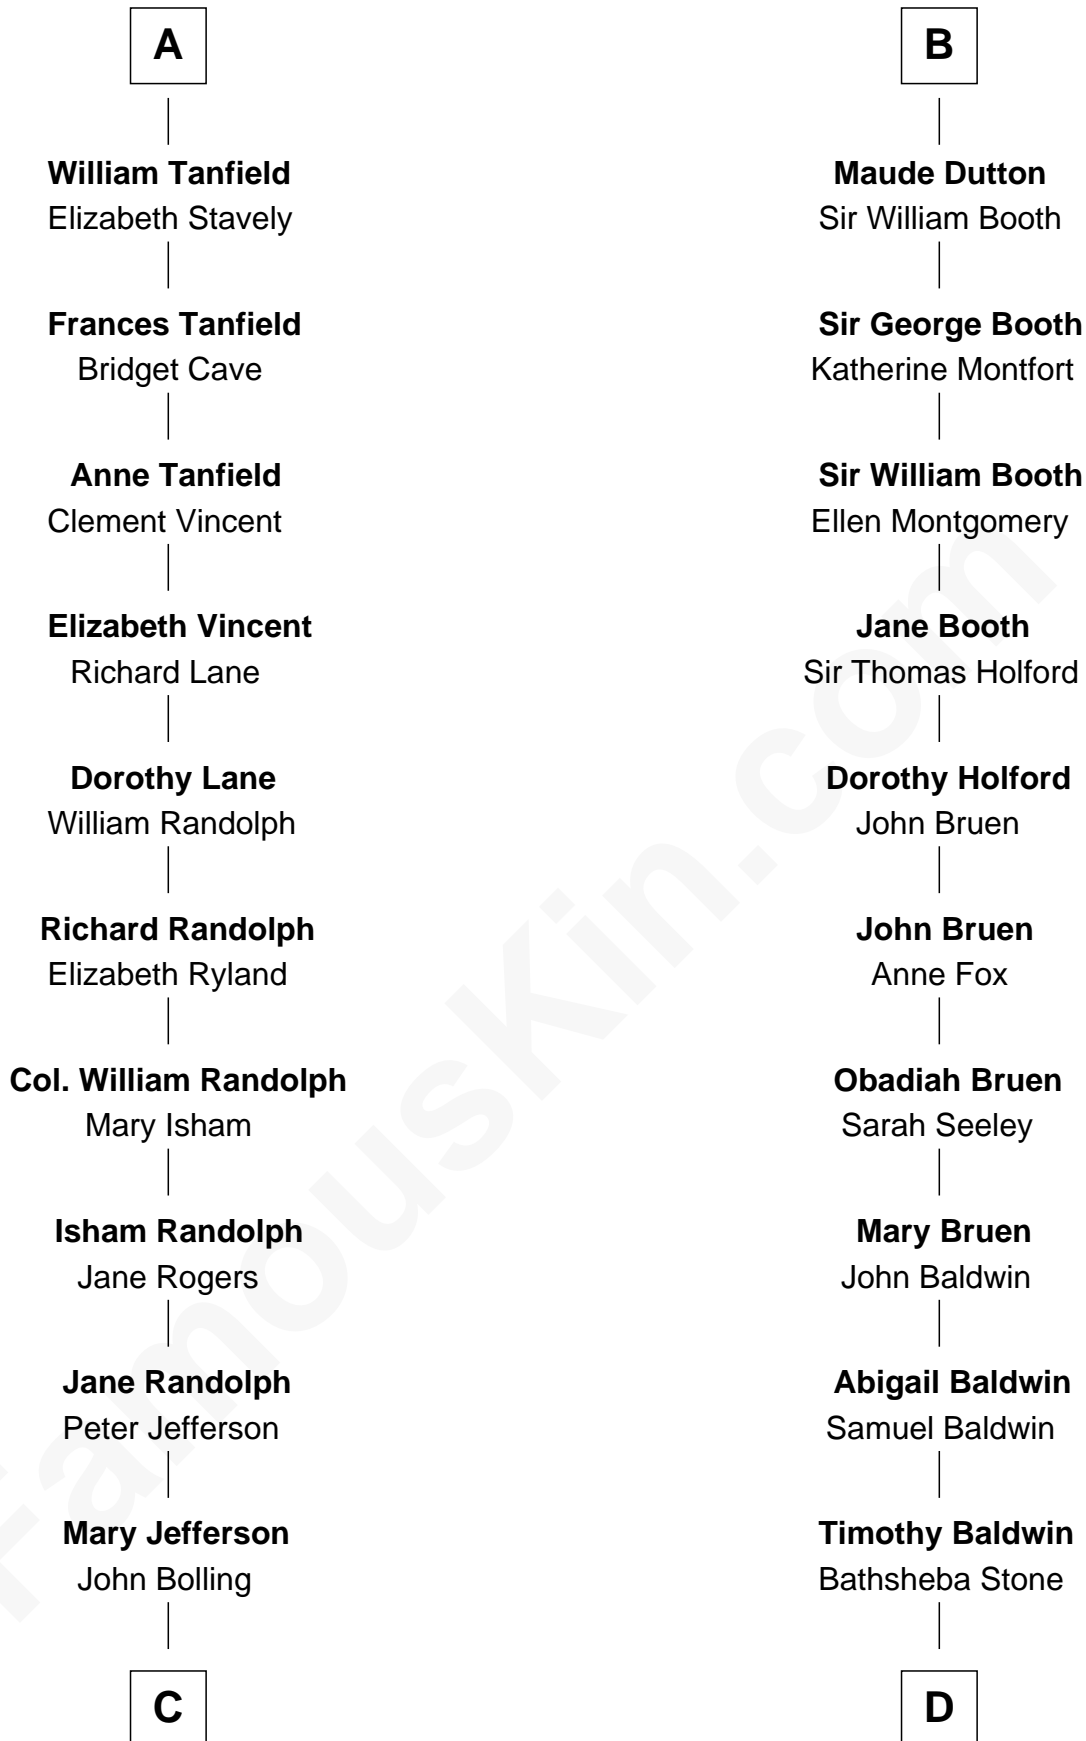 A
William Tanfield
Elizabeth Stavely
Frances Tanfield
Bridget Cave
Anne Tanfield
Clement Vincent
Elizabeth Vincent
Richard Lane
Dorothy Lane
William Randolph
Richard Randolph
Elizabeth Ryland
Col. William Randolph
Mary Isham
Isham Randolph
Jane Rogers
Jane Randolph
Peter Jefferson
Mary Jefferson
John Bolling
C
B
Maude Dutton
Sir William Booth
Sir George Booth
Katherine Montfort
Sir William Booth
Ellen Montgomery
Jane Booth
Sir Thomas Holford
Dorothy Holford
John Bruen
John Bruen
Anne Fox
Obadiah Bruen
Sarah Seeley
Mary Bruen
John Baldwin
Abigail Baldwin
Samuel Baldwin
Timothy Baldwin
Bathsheba Stone
D
FamousKin.com